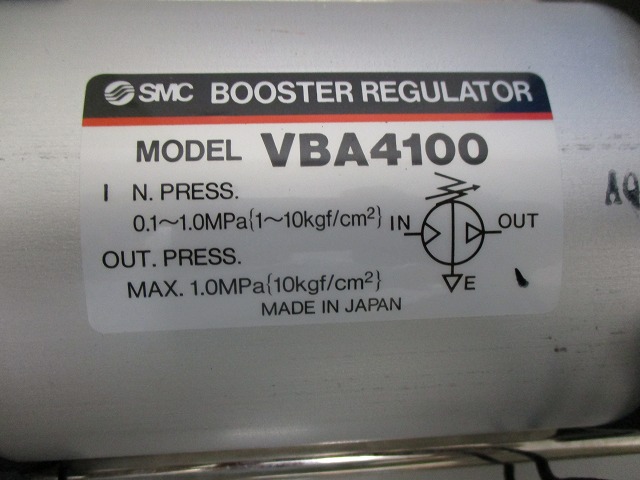 SMC BOOSTER REGULATOR
MODEL VBA4100
I N. PRESS.
0.1~1.0MPa{1~10kgf/cm²}
IN OUT
OUT. PRESS.
MAX. 1.0MPa{10kgf/cm²}
E
MADE IN JAPAN
AQ